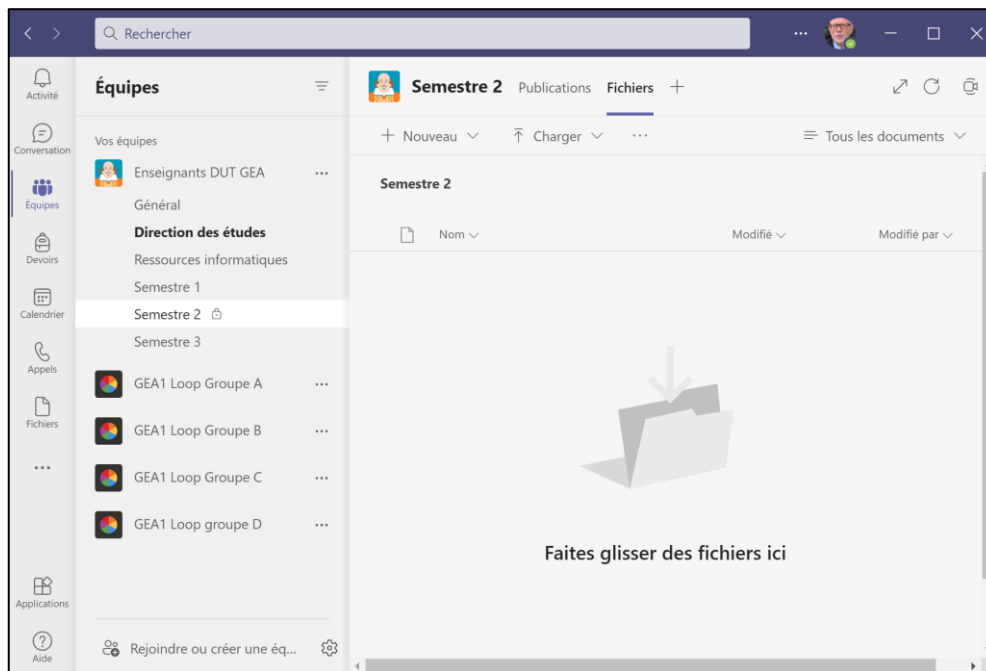 Rechercher
Activité
Conversation
Équipes
Devoirs
Calendrier
Appels
Fichiers
Applications
Aide
Équipes
Vos équipes
Enseignants DUT GEA
Général
Direction des études
Ressources informatiques
Semestre 1
Semestre 2
Semestre 3
GEA1 Loop Groupe A
GEA1 Loop Groupe B
GEA1 Loop Groupe C
GEA1 Loop groupe D
Rejoindre ou créer une éq...
Semestre 2 Publications Fichiers
Nouveau Charger Tous les documents
Semestre 2
Nom Modifié Modifié par
Faites glisser des fichiers ici